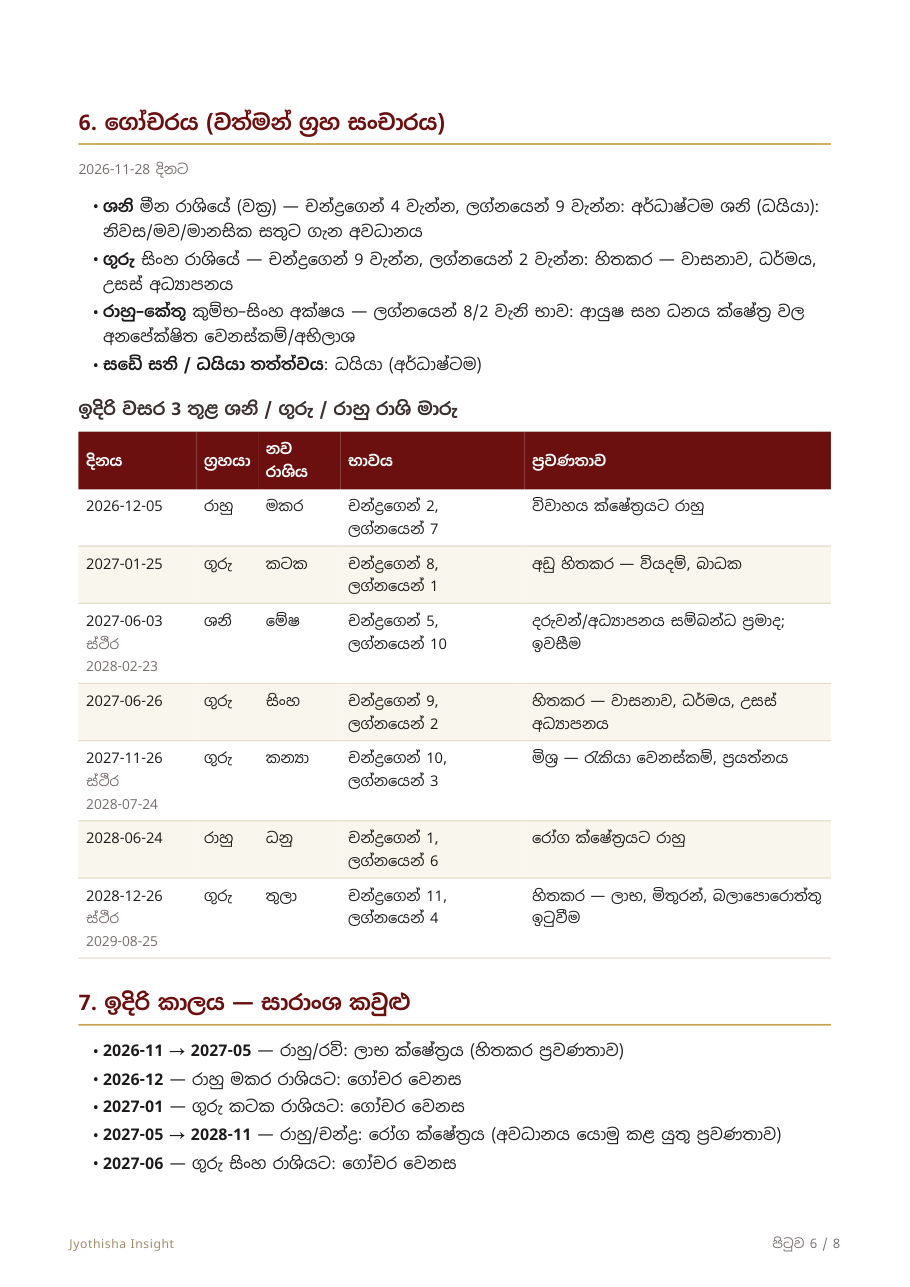 6. ගෝචරය (වත්මන් ග්‍රහ සංචාරය)
2026-11-28 දිනට
• ශනි මීන රාශියේ (වක්‍ර) — චන්ද්‍රගෙන් 4 වැන්න, ලග්නයෙන් 9 වැන්න: අර්ධාෂ්ටම ශනි (ධයියා):
නිවස/මව/මානසික සතුට ගැන අවධානය
• ගුරු සිංහ රාශියේ — චන්ද්‍රගෙන් 9 වැන්න, ලග්නයෙන් 2 වැන්න: හිතකර — වාසනාව, ධර්මය,
උසස් අධ්‍යාපනය
• රාහු–කේතු කුම්භ–සිංහ අක්ෂය — ලග්නයෙන් 8/2 වැනි භාව: ආයුෂ සහ ධනය ක්ෂේත්‍ර වල
අනපේක්ෂිත වෙනස්කම්/අභිලාශ
• සඩේ සති / ධයියා තත්ත්වය: ධයියා (අර්ධාෂ්ටම)
ඉදිරි වසර 3 තුළ ශනි / ගුරු / රාහු රාශි මාරු
දිනය ග්‍රහයා නව රාශිය භාවය ප්‍රවණතාව
2026-12-05 රාහු මකර චන්ද්‍රගෙන් 2, විවාහය ක්ෂේත්‍රයට රාහු
ලග්නයෙන් 7
2027-01-25 ගුරු කටක චන්ද්‍රගෙන් 8, අඩු හිතකර — වියදම්, බාධක
ලග්නයෙන් 1
2027-06-03 ශනි මේෂ චන්ද්‍රගෙන් 5, දරුවන්/අධ්‍යාපනය සම්බන්ධ ප්‍රමාද;
ස්ථිර ලග්නයෙන් 10 ඉවසීම
2028-02-23
2027-06-26 ගුරු සිංහ චන්ද්‍රගෙන් 9, හිතකර — වාසනාව, ධර්මය, උසස්
ලග්නයෙන් 2 අධ්‍යාපනය
2027-11-26 ගුරු කන්‍යා චන්ද්‍රගෙන් 10, මිශ්‍ර — රැකියා වෙනස්කම්, ප්‍රයත්නය
ස්ථිර ලග්නයෙන් 3
2028-07-24
2028-06-24 රාහු ධනු චන්ද්‍රගෙන් 1, රෝග ක්ෂේත්‍රයට රාහු
ලග්නයෙන් 6
2028-12-26 ගුරු තුලා චන්ද්‍රගෙන් 11, හිතකර — ලාභ, මිතුරන්, බලාපොරොත්තු
ස්ථිර ලග්නයෙන් 4 ඉටුවීම
2029-08-25
7. ඉදිරි කාලය — සාරාංශ කවුළු
• 2026-11 → 2027-05 — රාහු/රවි: ලාභ ක්ෂේත්‍රය (හිතකර ප්‍රවණතාව)
• 2026-12 — රාහු මකර රාශියට: ගෝචර වෙනස
• 2027-01 — ගුරු කටක රාශියට: ගෝචර වෙනස
• 2027-05 → 2028-11 — රාහු/චන්ද්‍ර: රෝග ක්ෂේත්‍රය (අවධානය යොමු කළ යුතු ප්‍රවණතාව)
• 2027-06 — ගුරු සිංහ රාශියට: ගෝචර වෙනස
Jyothisha Insight පිටුව 6 / 8